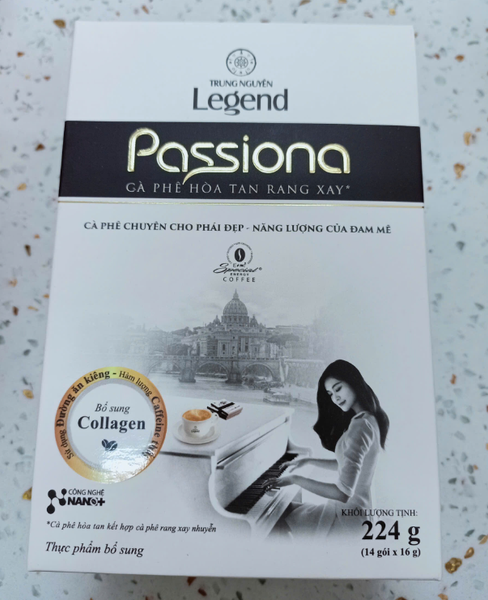 TRUNG NGUYÊN
Legend
Passiona
CÀ PHÊ HÒA TAN RANG XAY*
CÀ PHÊ CHUYÊN CHO PHÁI ĐẸP - NĂNG LƯỢNG CỦA ĐAM MÊ
Special®
ENERGY
COFFEE
Sử dụng Đường ăn kiêng - Hàm lượng Caffeine
Bổ sung
Collagen
CÔNG NGHỆ
NANO+
*Cà phê hòa tan kết hợp cà phê rang xay nhuyễn
Thực phẩm bổ sung
KHỐI LƯỢNG TỊNH:
224 g
(14 gói x 16 g)